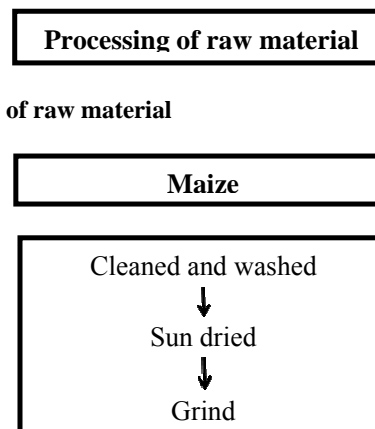 Processing of raw material
of raw material
Maize
Cleaned and washed
Sun dried
Grind